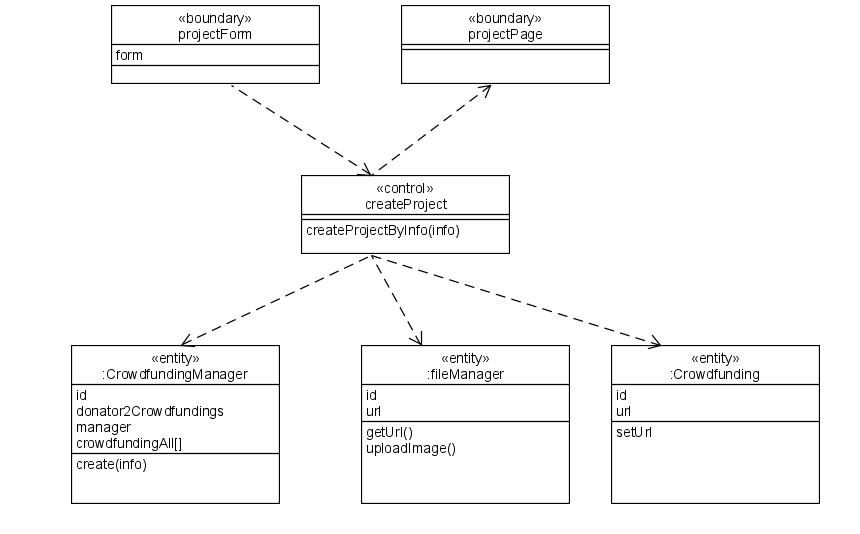 «boundary»
projectForm
form
«boundary»
projectPage
«control»
createProject
createProjectByInfo(info)
«entity»
:CrowdfundingManager
id
donator2Crowdfundings
manager
crowdfundingAll[]
create(info)
«entity»
:fileManager
id
url
getUrl()
uploadImage()
«entity»
:Crowdfunding
id
url
setUrl